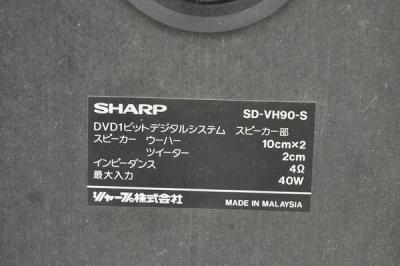 SHARP SD-VH90-S
DVD1ビットデジタルシステム スピーカー部
スピーカー ウーハー 10cm×2
ツイーター 2cm
インピーダンス 4Ω
最大入力 40W
シャープ株式会社 MADE IN MALAYSIA